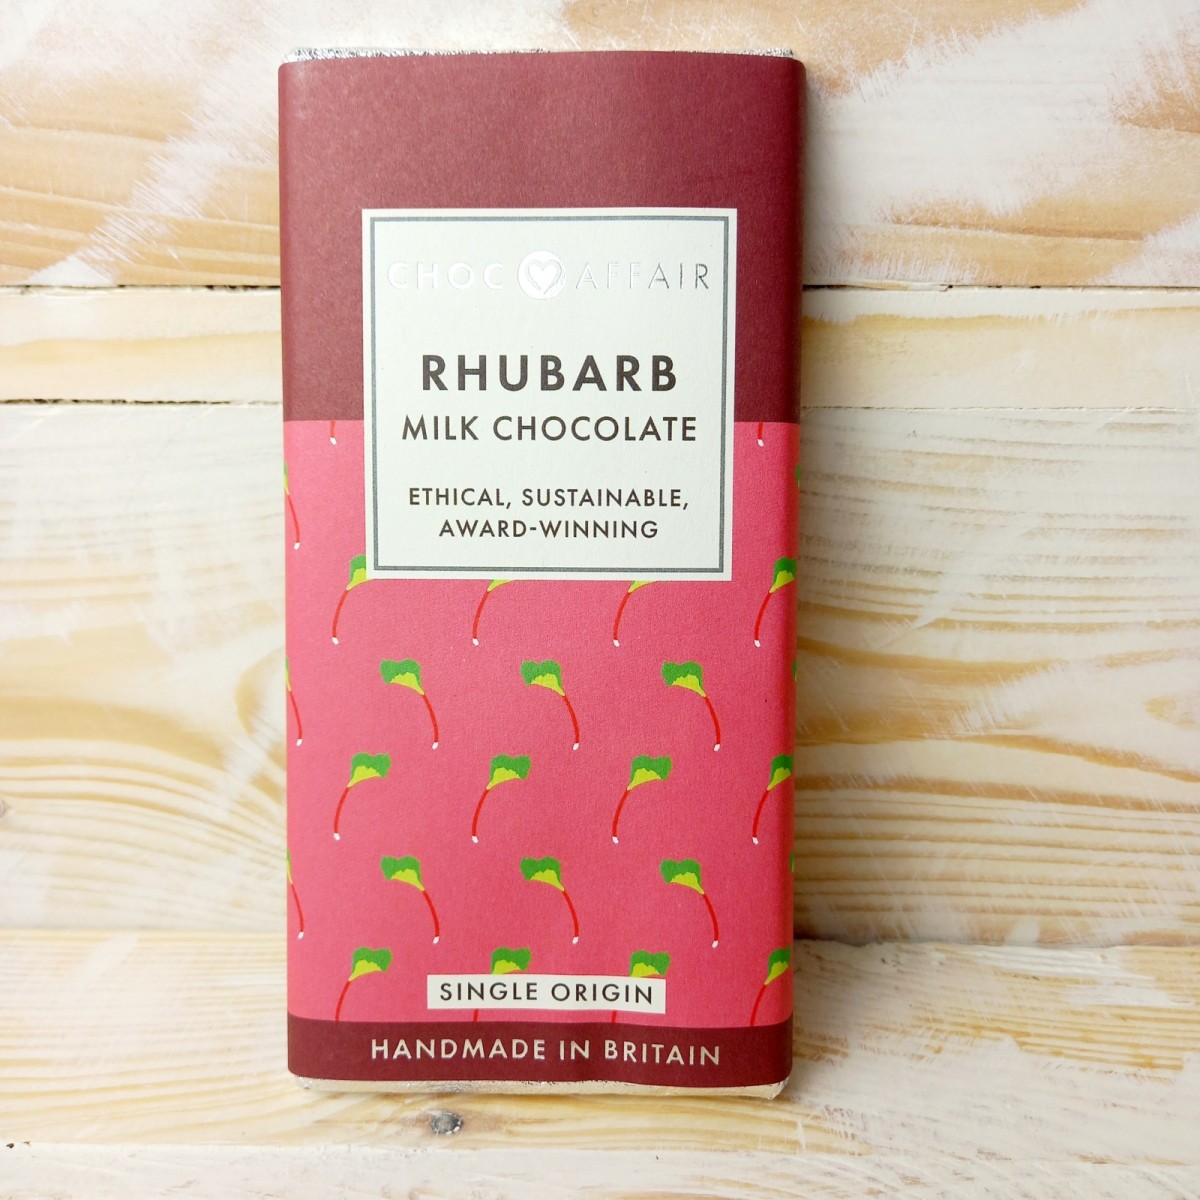 CHOC AFFAIR
RHUBARB
MILK CHOCOLATE
ETHICAL, SUSTAINABLE,
AWARD-WINNING
SINGLE ORIGIN
HANDMADE IN BRITAIN